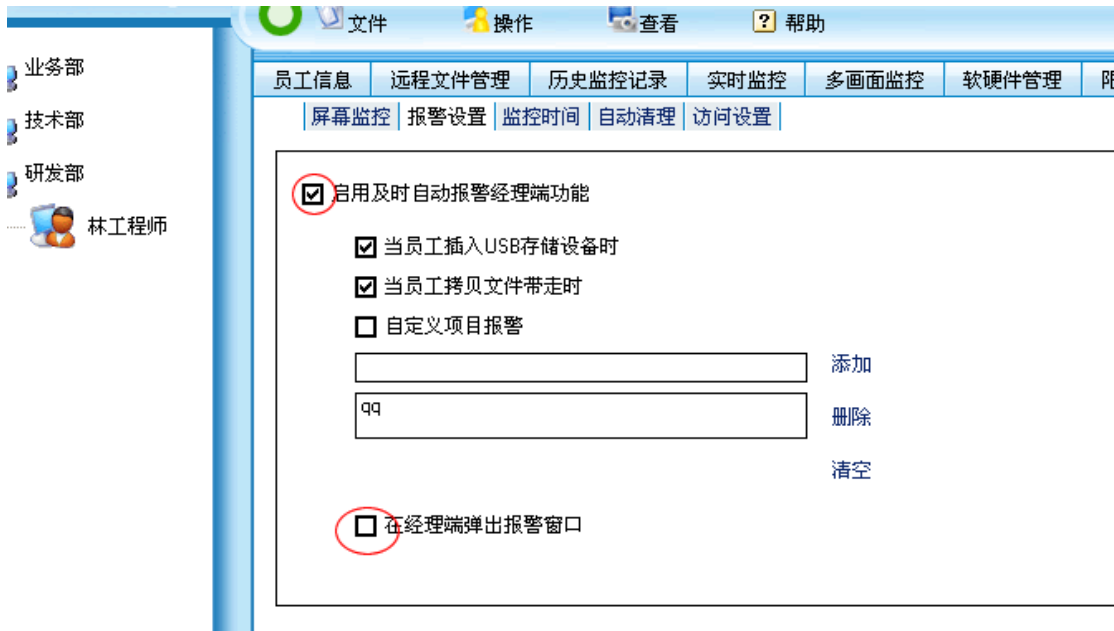 文件 操作 查看 ? 帮助
业务部
技术部
研发部
林工程师
员工信息 远程文件管理 历史监控记录 实时监控 多画面监控 软硬件管理
屏幕监控 报警设置 监控时间 自动清理 访问设置
启用及时自动报警经理端功能
当员工插入USB存储设备时
当员工拷贝文件带走时
自定义项目报警
添加
qq
删除
清空
在经理端弹出报警窗口